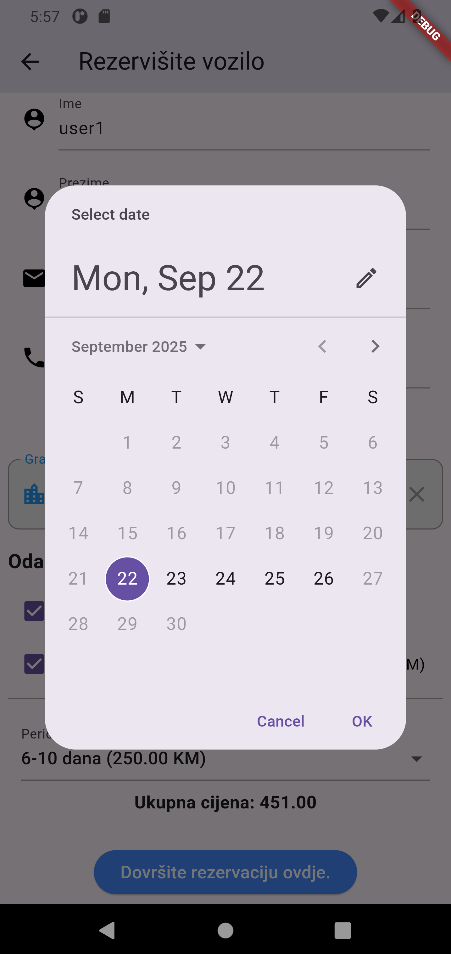 5:57
DEBUG
Rezervišite vozilo
Ime
user1
Prezime
Select date
Mon, Sep 22
September 2025
S M T W T F S
1 2 3 4 5 6
7 8 9 10 11 12 13
14 15 16 17 18 19 20
21 22 23 24 25 26 27
28 29 30
Gra
Oda
M)
Cancel OK
Perio
6-10 dana (250.00 KM)
Ukupna cijena: 451.00
Dovršite rezervaciju ovdje.